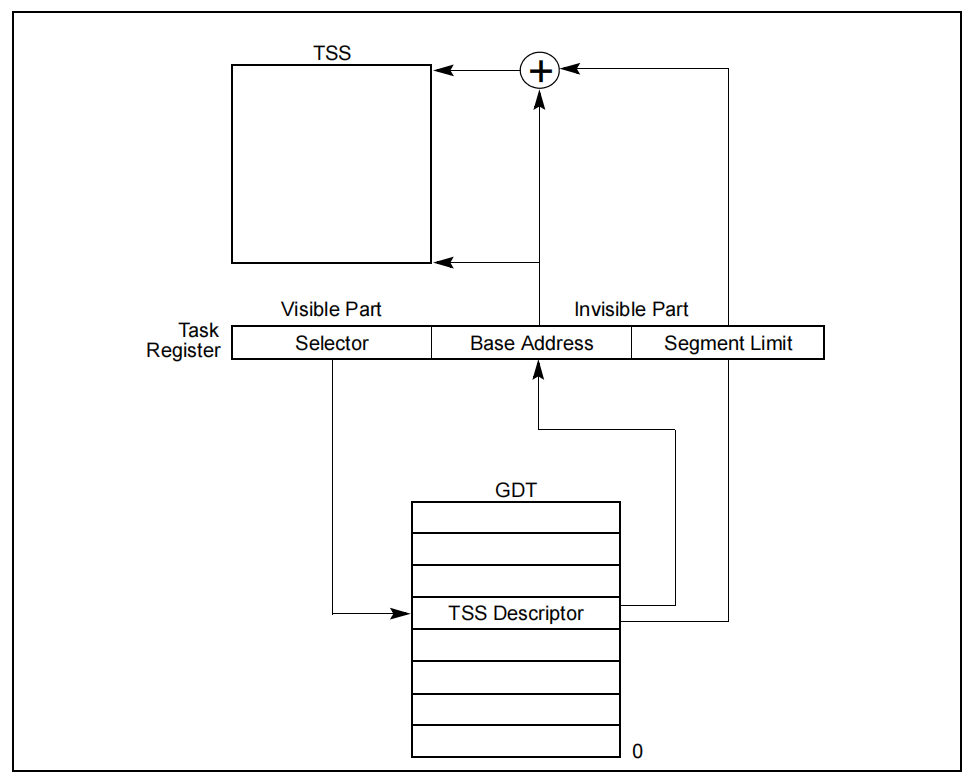 TSS
+
Visible Part
Invisible Part
Task
Register
Selector
Base Address
Segment Limit
GDT
TSS Descriptor
0